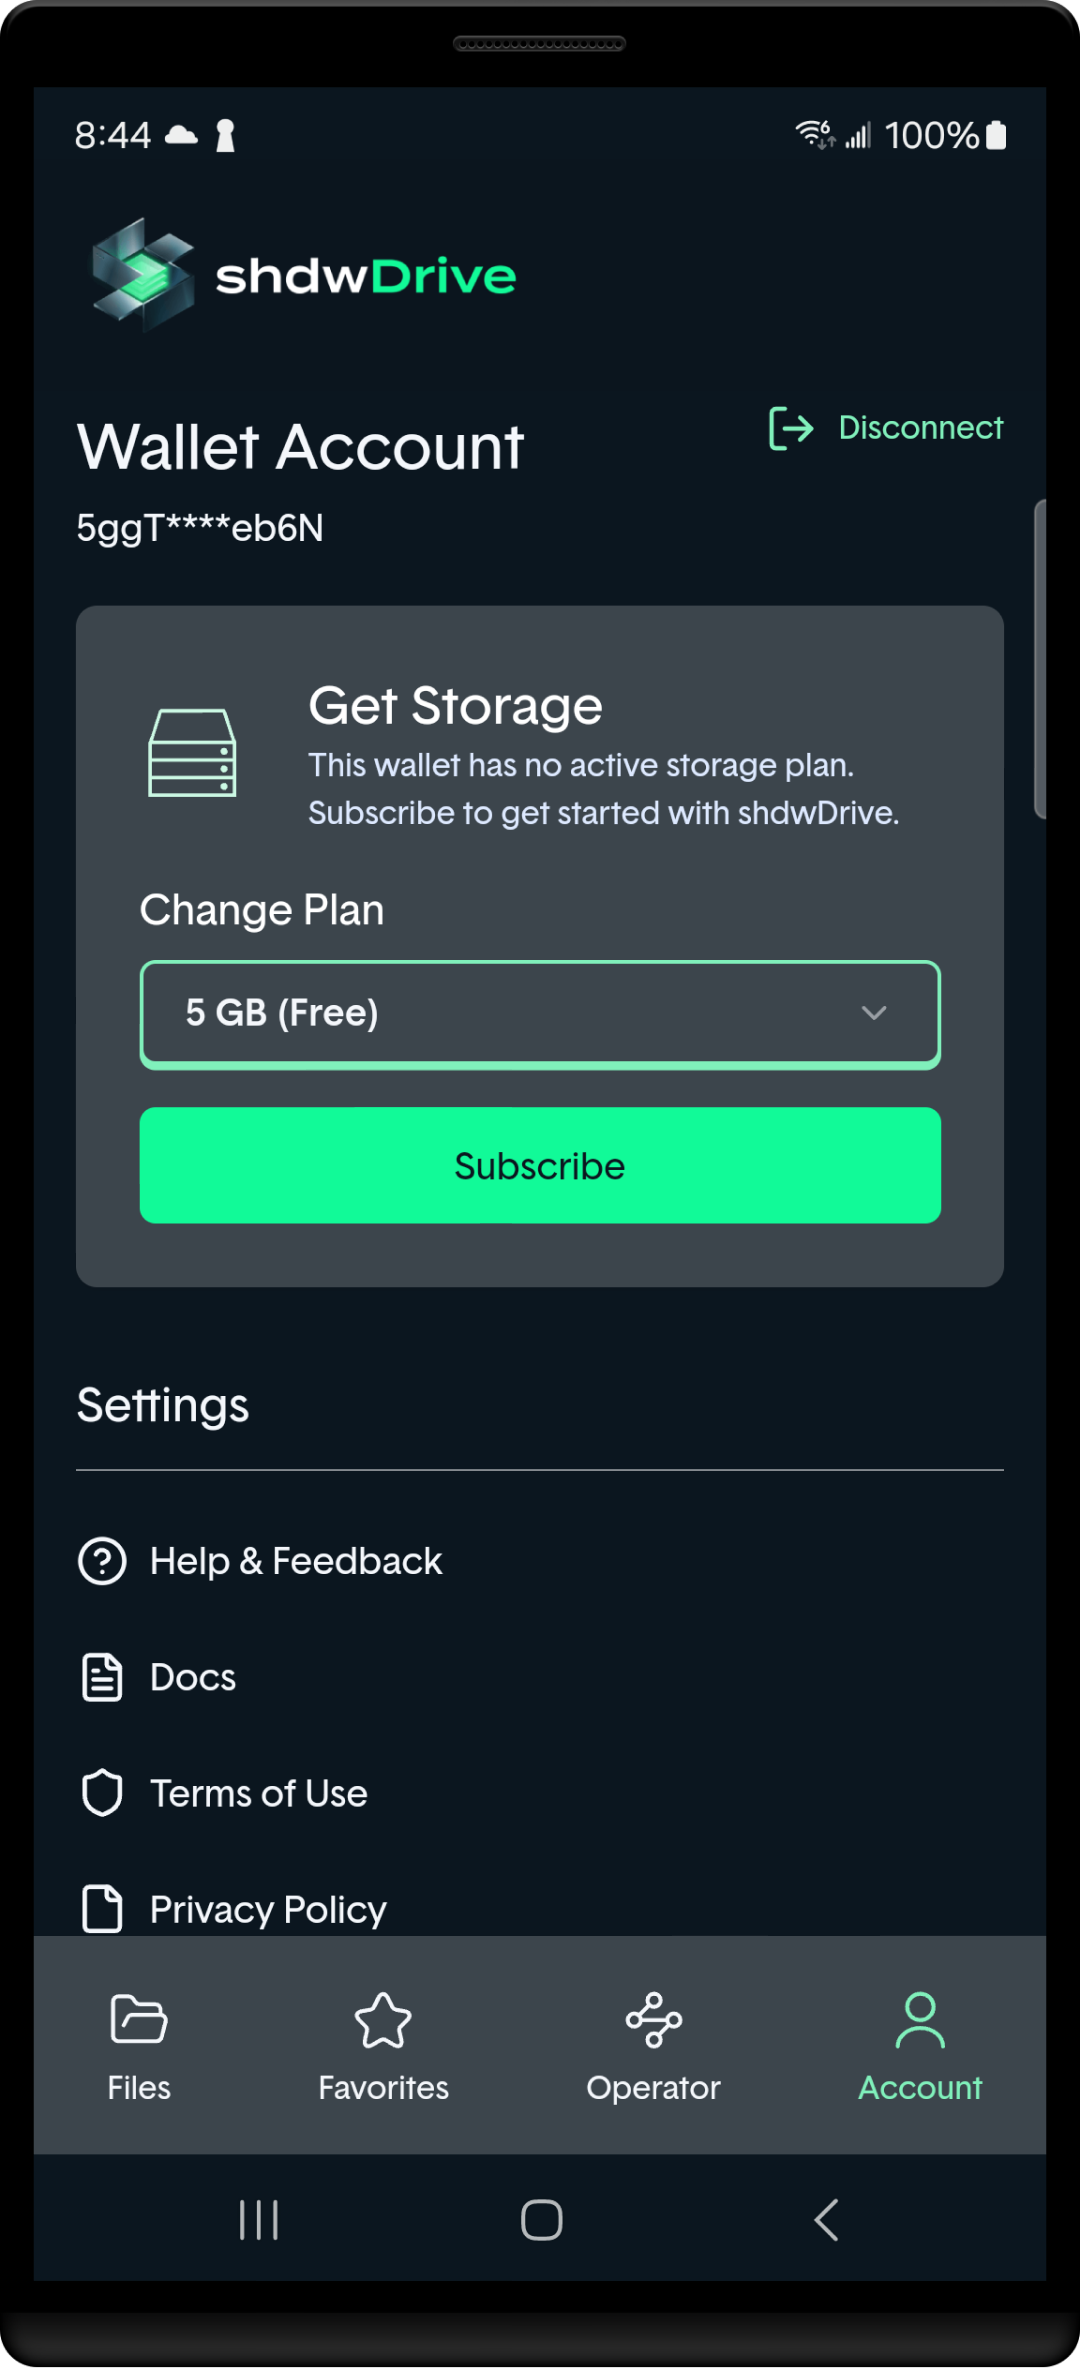 8:44
6
100%
shdwDrive
Wallet Account
Disconnect
5ggT****eb6N
Get Storage
This wallet has no active storage plan.
Subscribe to get started with shdwDrive.
Change Plan
5 GB (Free)
Subscribe
Settings
Help & Feedback
Docs
Terms of Use
Privacy Policy
Files
Favorites
Operator
Account